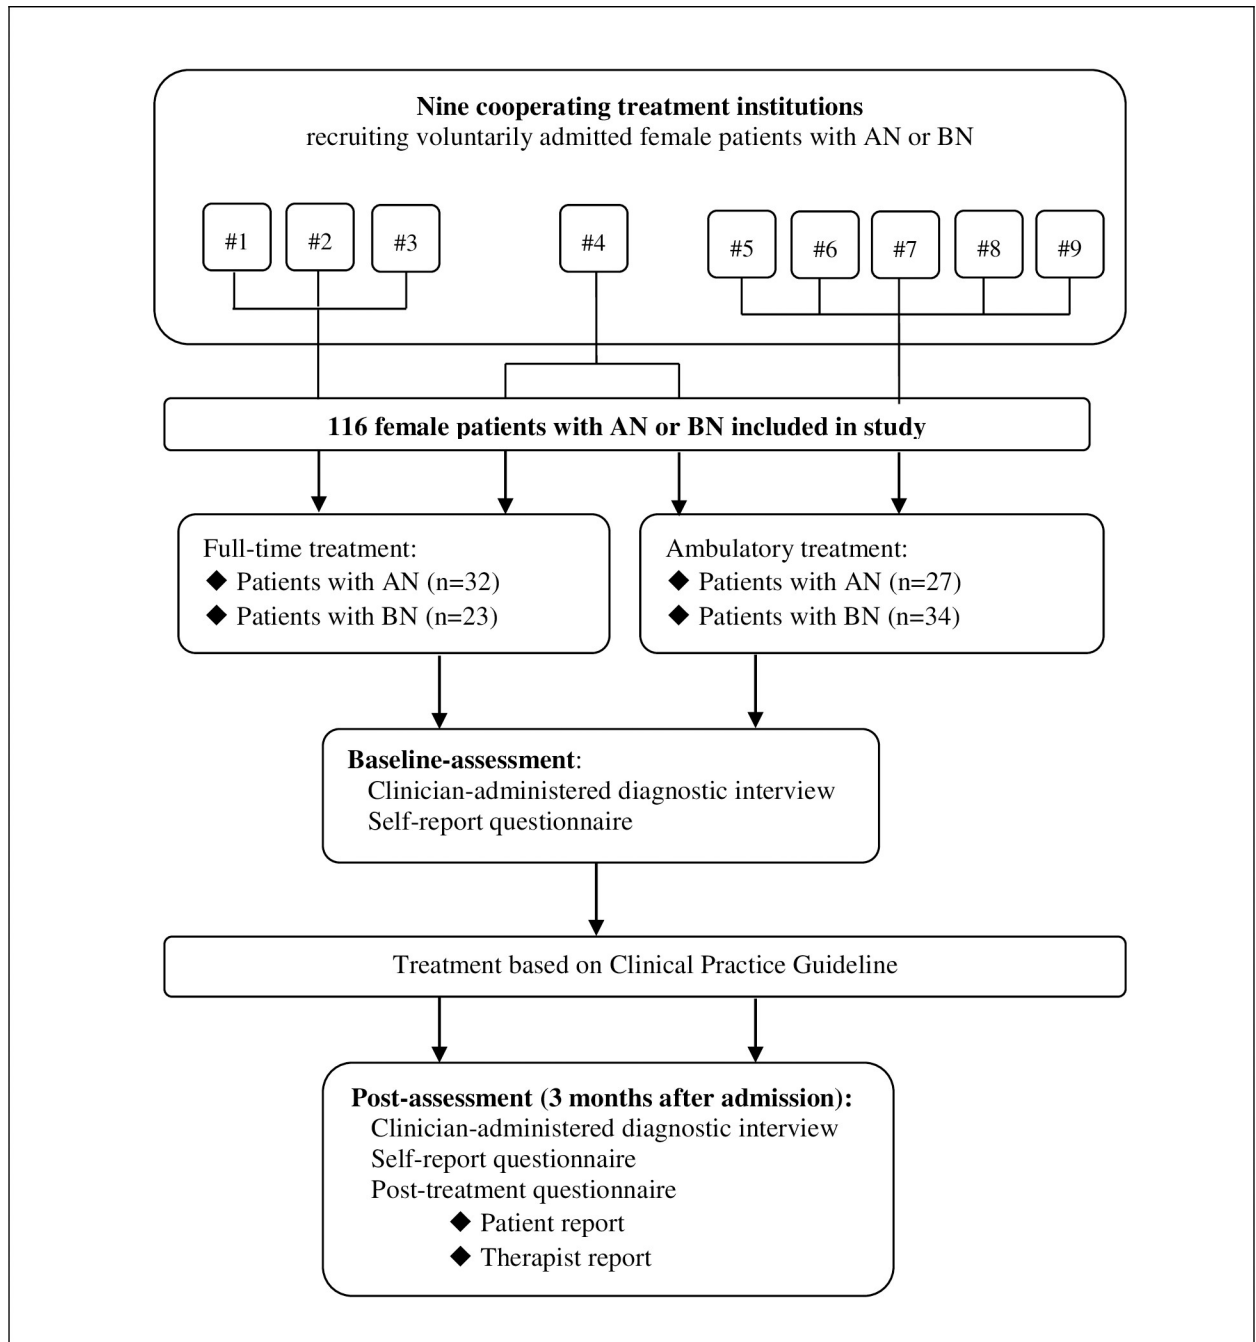 Nine cooperating treatment institutions
recruiting voluntarily admitted female patients with AN or BN
#1 #2 #3 #4 #5 #6 #7 #8 #9
116 female patients with AN or BN included in study
Full-time treatment:
◆ Patients with AN (n=32)
◆ Patients with BN (n=23)
Ambulatory treatment:
◆ Patients with AN (n=27)
◆ Patients with BN (n=34)
Baseline-assessment:
Clinician-administered diagnostic interview
Self-report questionnaire
Treatment based on Clinical Practice Guideline
Post-assessment (3 months after admission):
Clinician-administered diagnostic interview
Self-report questionnaire
Post-treatment questionnaire
◆ Patient report
◆ Therapist report